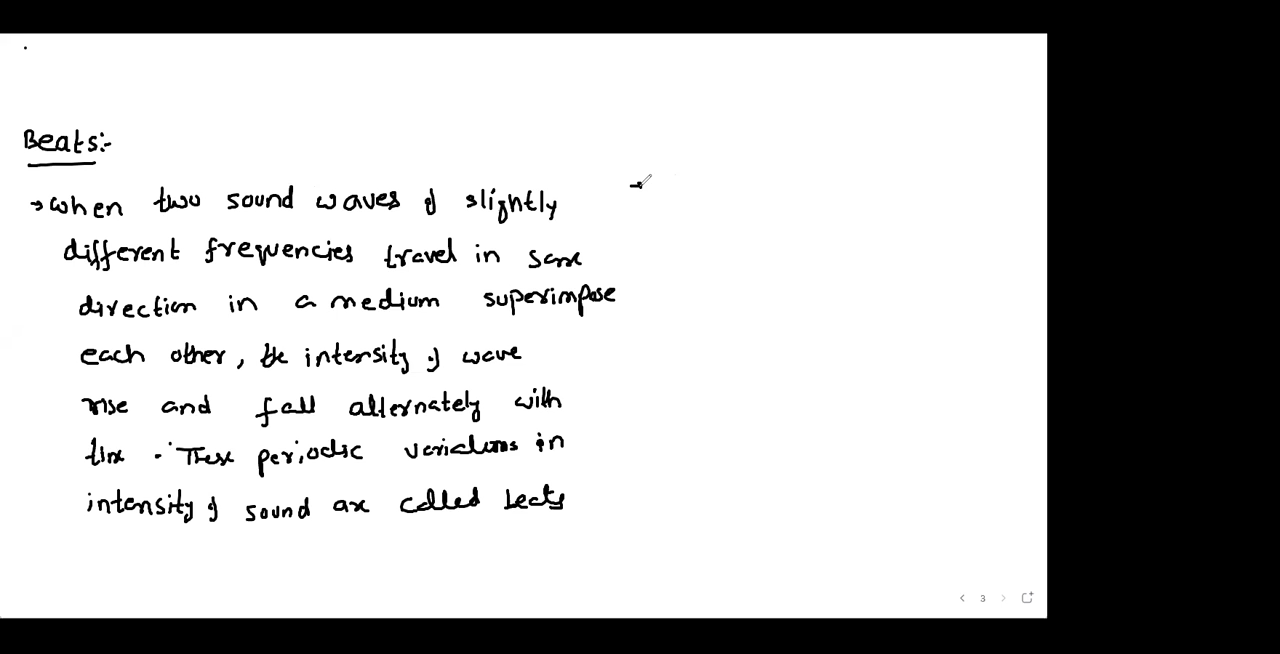 Beats:-
→ When two sound waves of slightly
different frequencies travel in same
direction in a medium superimpose
each other, the intensity of wave
rise and fall alternately with
time. These periodic variations in
intensity of sound are called beats
< 3 >